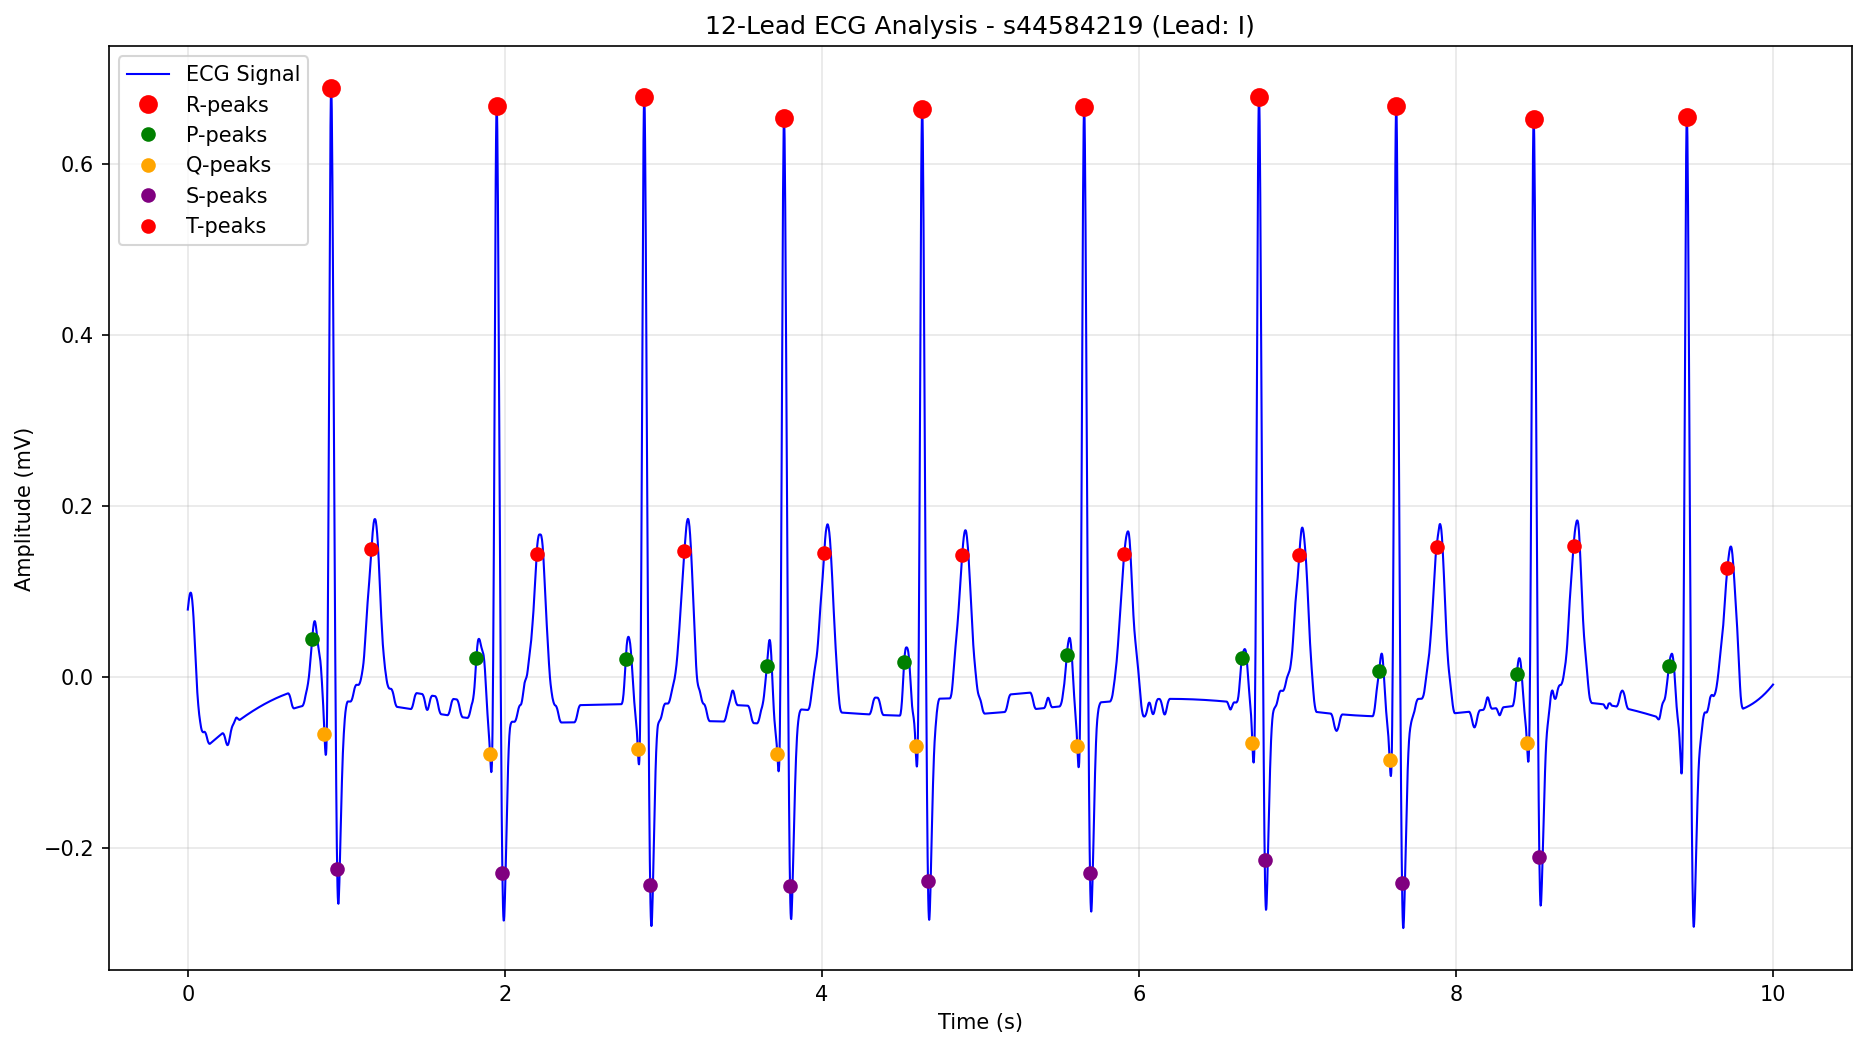 12-Lead ECG Analysis - s44584219 (Lead: I)
ECG Signal
R-peaks
P-peaks
Q-peaks
S-peaks
T-peaks
Amplitude (mV)
0.6
0.4
0.2
0.0
−0.2
0 2 4 6 8 10
Time (s)